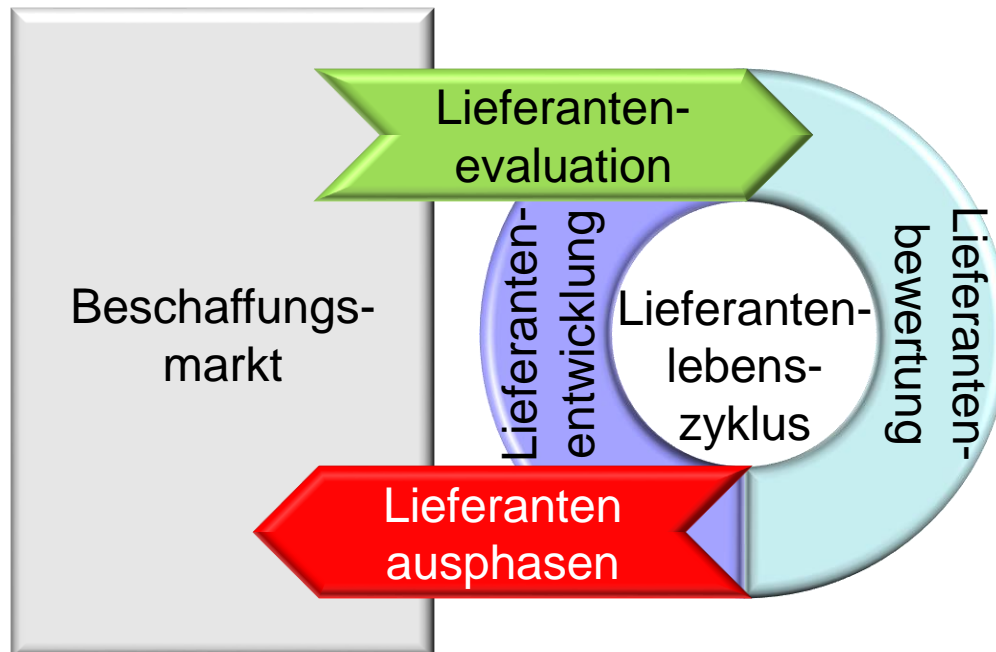 Lieferanten-
evaluation
Beschaffungs-
markt
Lieferanten-
entwicklung
Lieferanten-
lebens-
zyklus
Lieferanten-
bewertung
Lieferanten
ausphasen